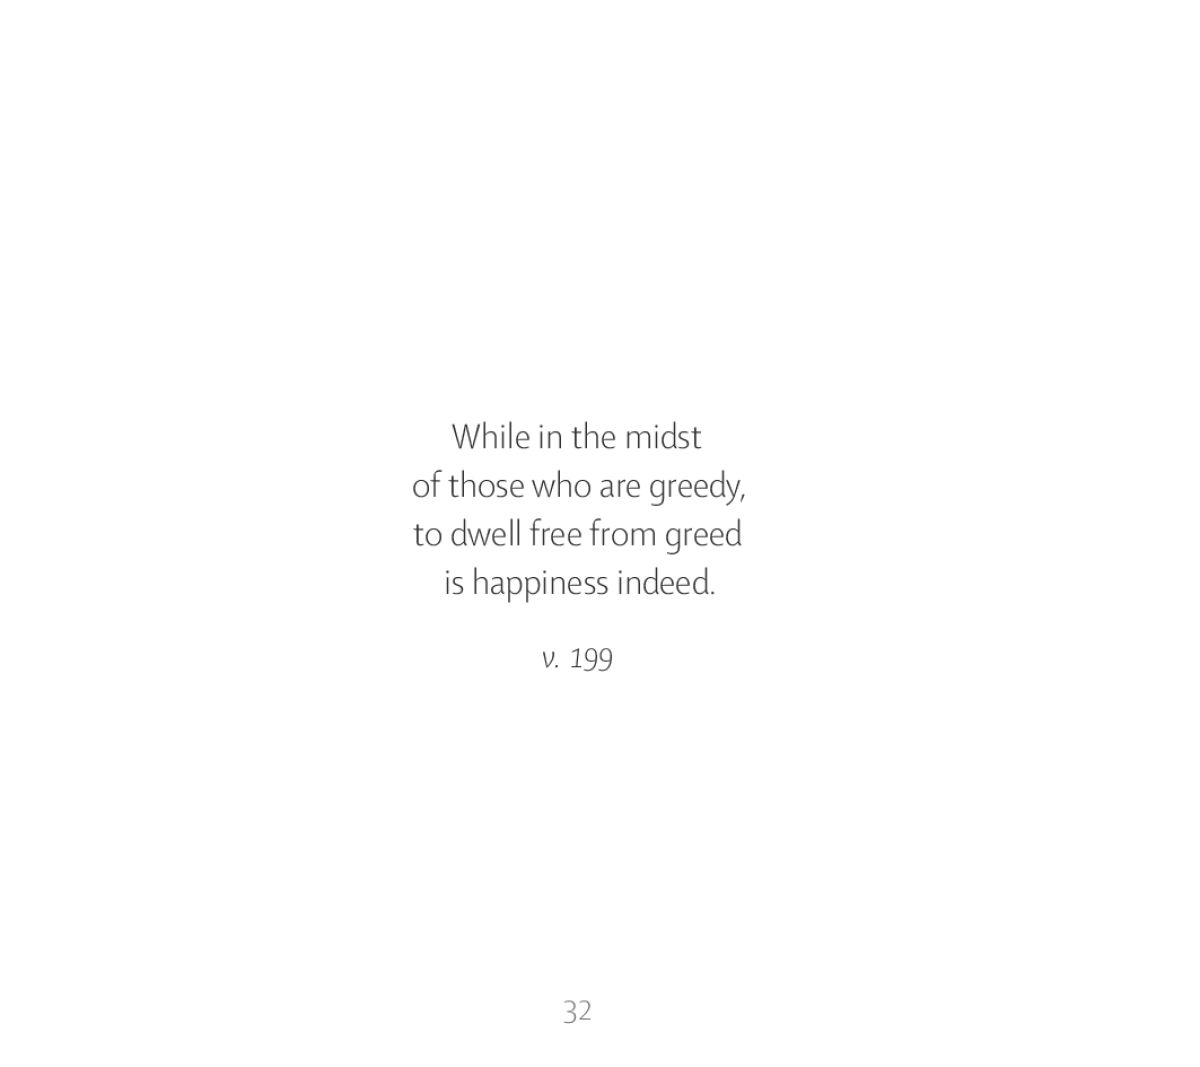 While in the midst
of those who are greedy,
to dwell free from greed
is happiness indeed.
v. 199
32